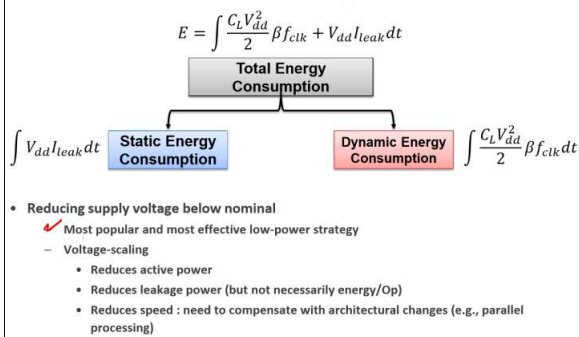 E = ∫ C_L V_dd^2 / 2 β f_clk + V_dd I_leak dt
Total Energy
Consumption
∫ V_dd I_leak dt
Static Energy
Consumption
Dynamic Energy
Consumption
∫ C_L V_dd^2 / 2 β f_clk dt
• Reducing supply voltage below nominal
Most popular and most effective low-power strategy
– Voltage-scaling
• Reduces active power
• Reduces leakage power (but not necessarily energy/Op)
• Reduces speed : need to compensate with architectural changes (e.g., parallel
processing)